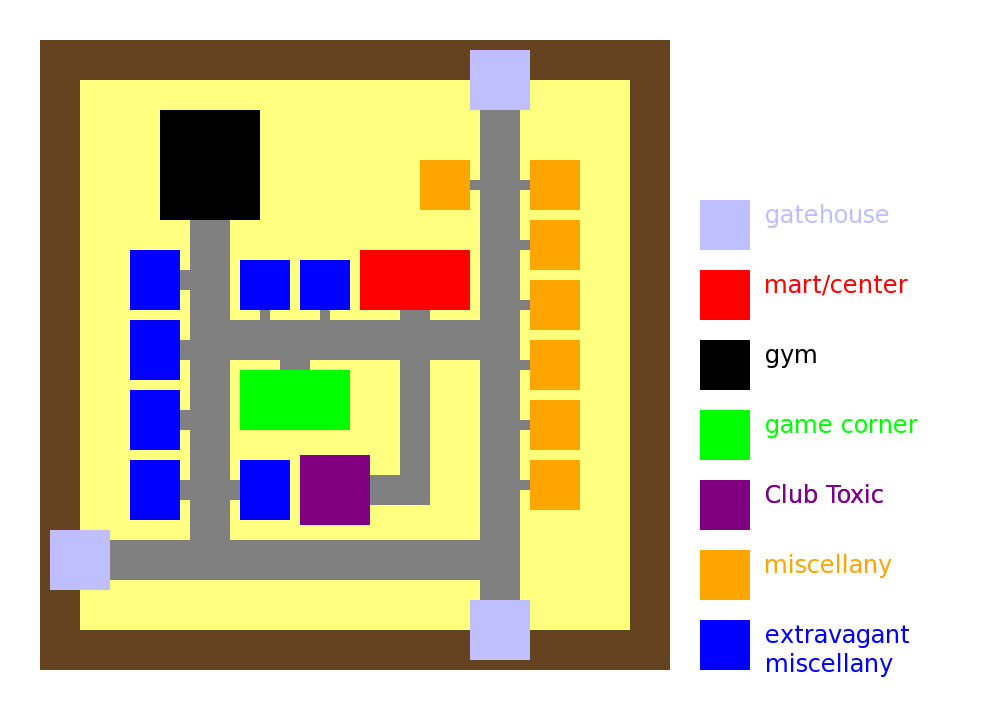 gatehouse
mart/center
gym
game corner
Club Toxic
miscellany
extravagant
miscellany